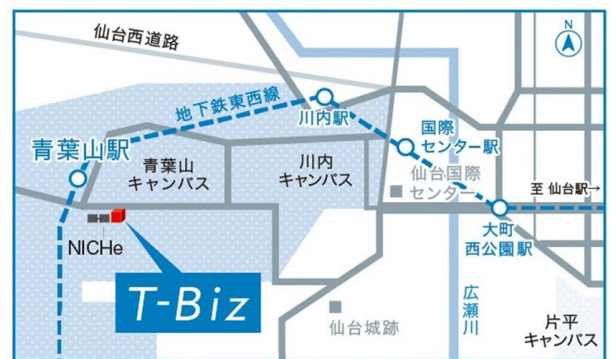 仙台西道路
N
地下鉄東西線
川内駅
国際
センター駅
青葉山駅
青葉山
キャンパス
川内
キャンパス
仙台国際
センター
至 仙台駅→
大町
西公園駅
NICHe
T-Biz
広瀬川
仙台城跡
片平
キャンパス